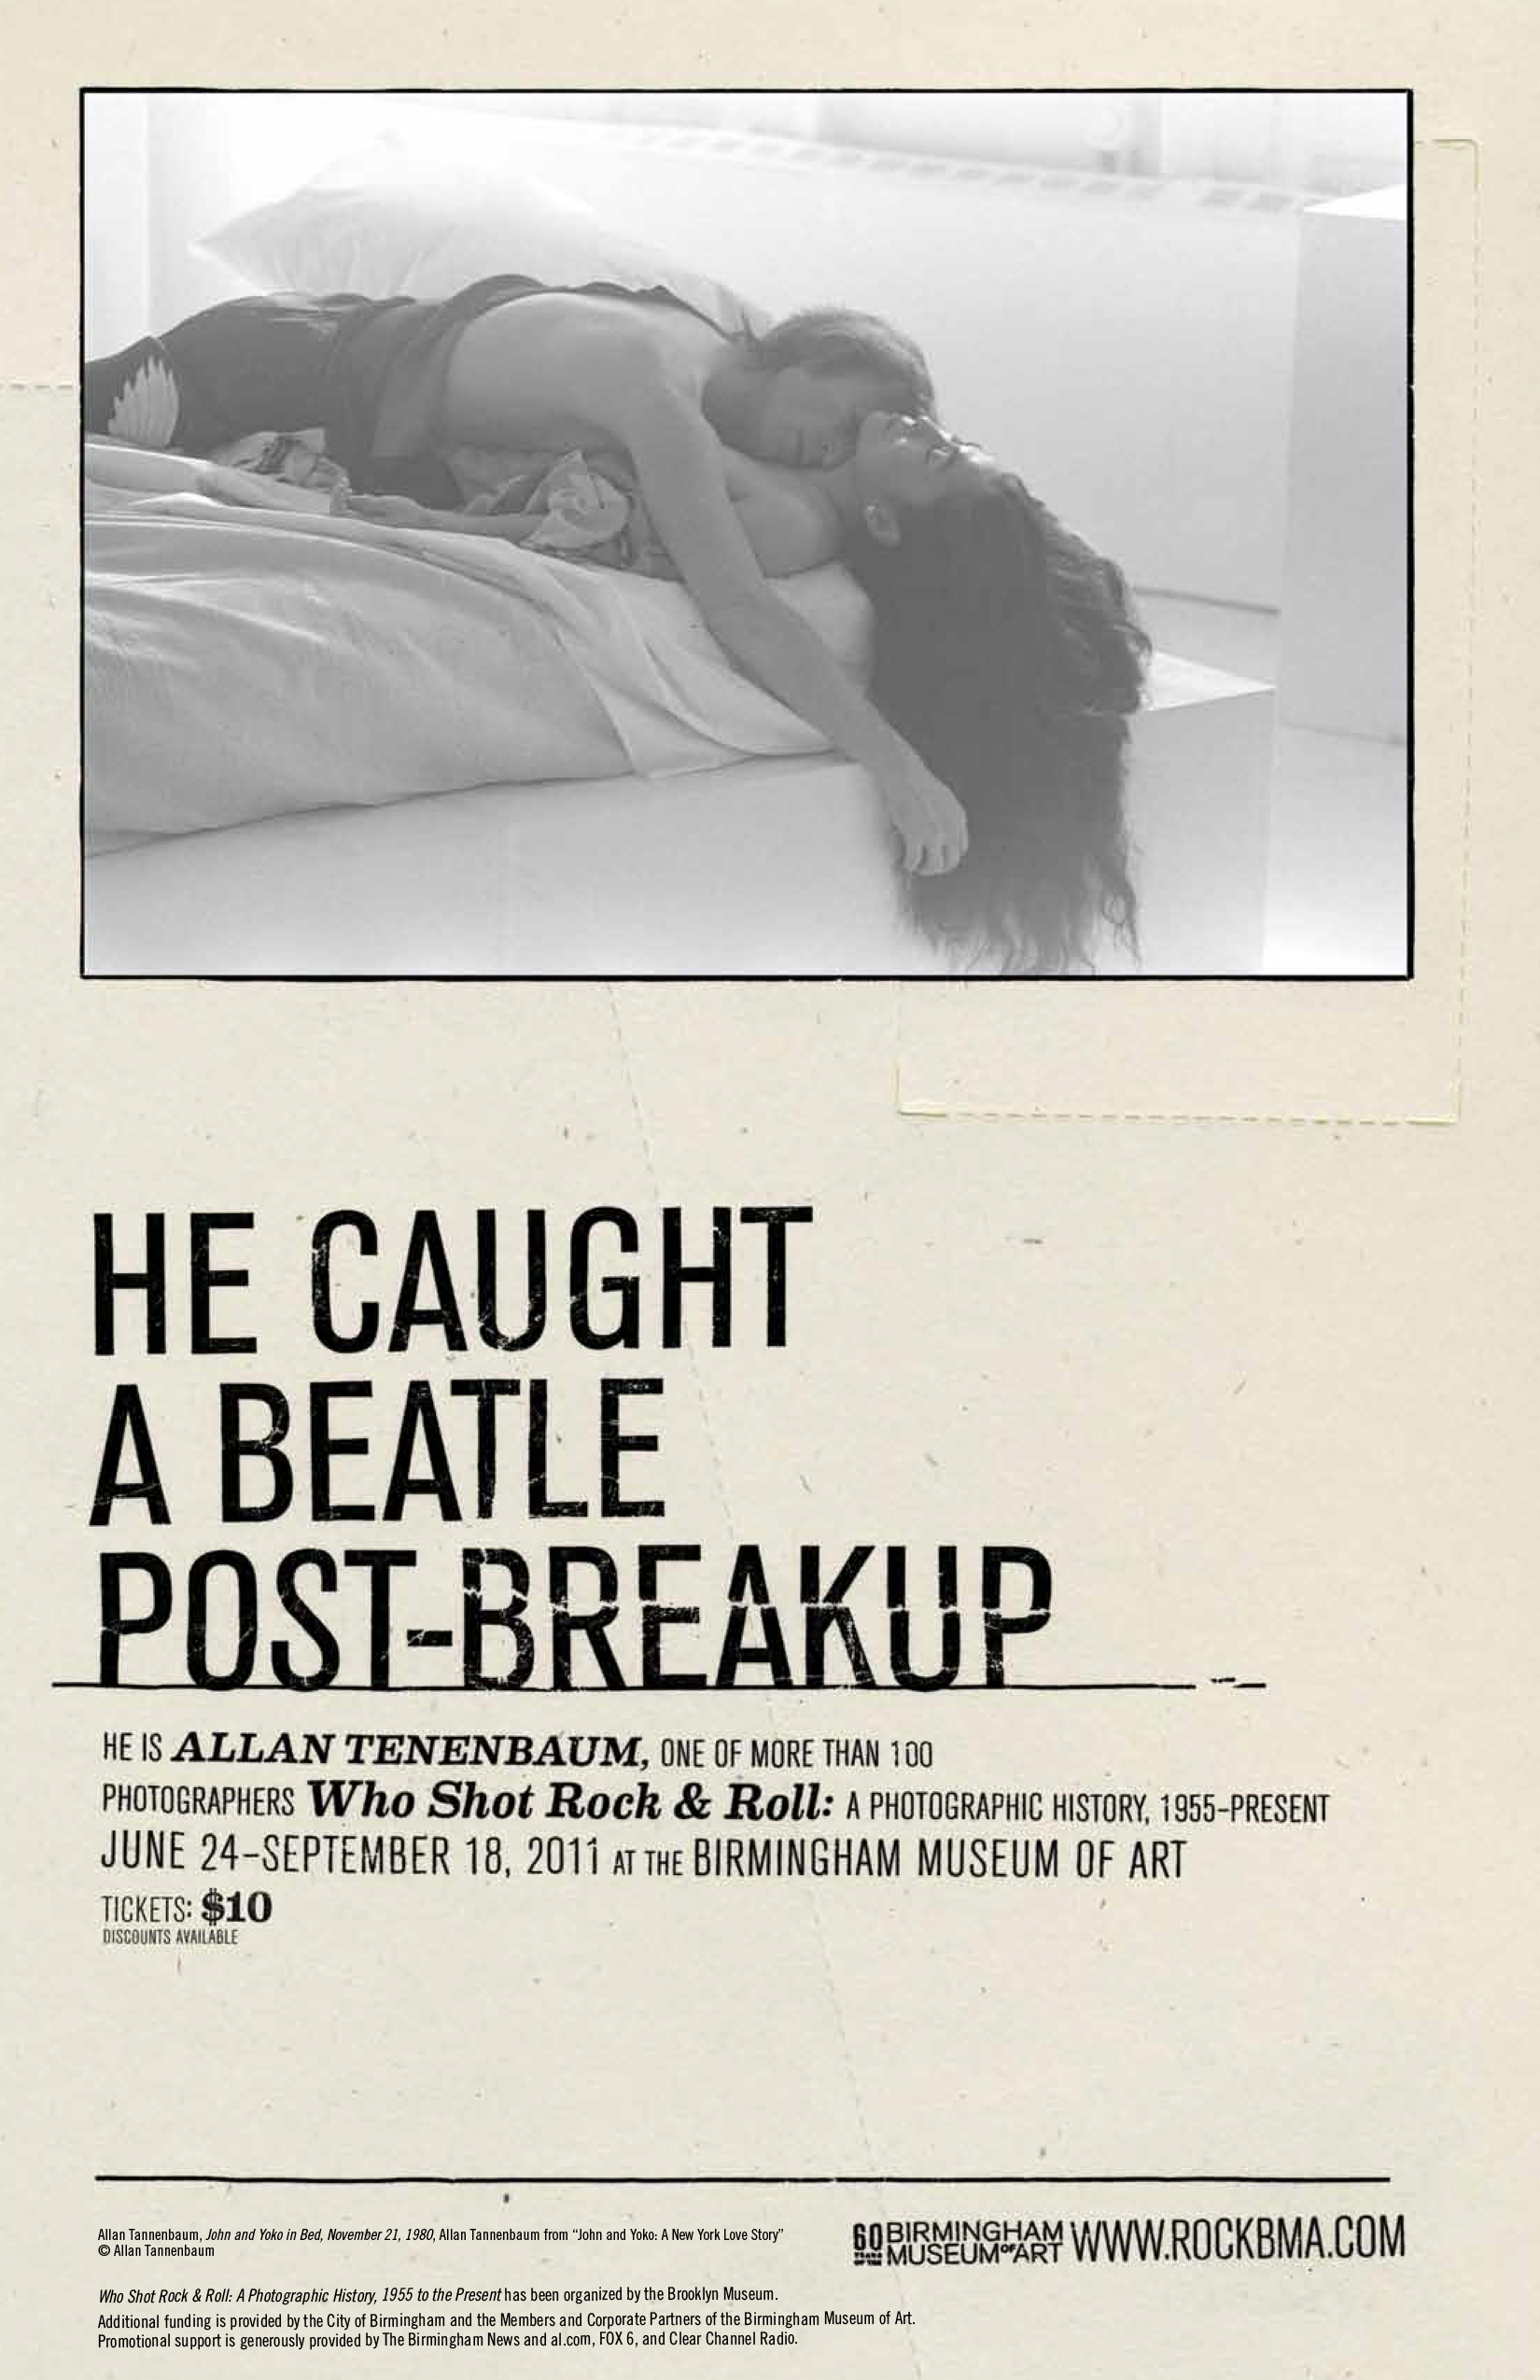 HE CAUGHT
A BEATLE
POST-BREAKUP
HE IS ALLAN TENENBAUM, ONE OF MORE THAN 100
PHOTOGRAPHERS Who Shot Rock & Roll: A PHOTOGRAPHIC HISTORY, 1955-PRESENT
JUNE 24-SEPTEMBER 18, 2011 AT THE BIRMINGHAM MUSEUM OF ART
TICKETS: $10
DISCOUNTS AVAILABLE
Allan Tannenbaum, John and Yoko in Bed, November 21, 1980, Allan Tannenbaum from “John and Yoko: A New York Love Story”
© Allan Tannenbaum
60 BIRMINGHAM
MUSEUM OF ART WWW.ROCKBMA.COM
Who Shot Rock & Roll: A Photographic History, 1955 to the Present has been organized by the Brooklyn Museum.
Additional funding is provided by the City of Birmingham and the Members and Corporate Partners of the Birmingham Museum of Art.
Promotional support is generously provided by The Birmingham News and al.com, FOX 6, and Clear Channel Radio.